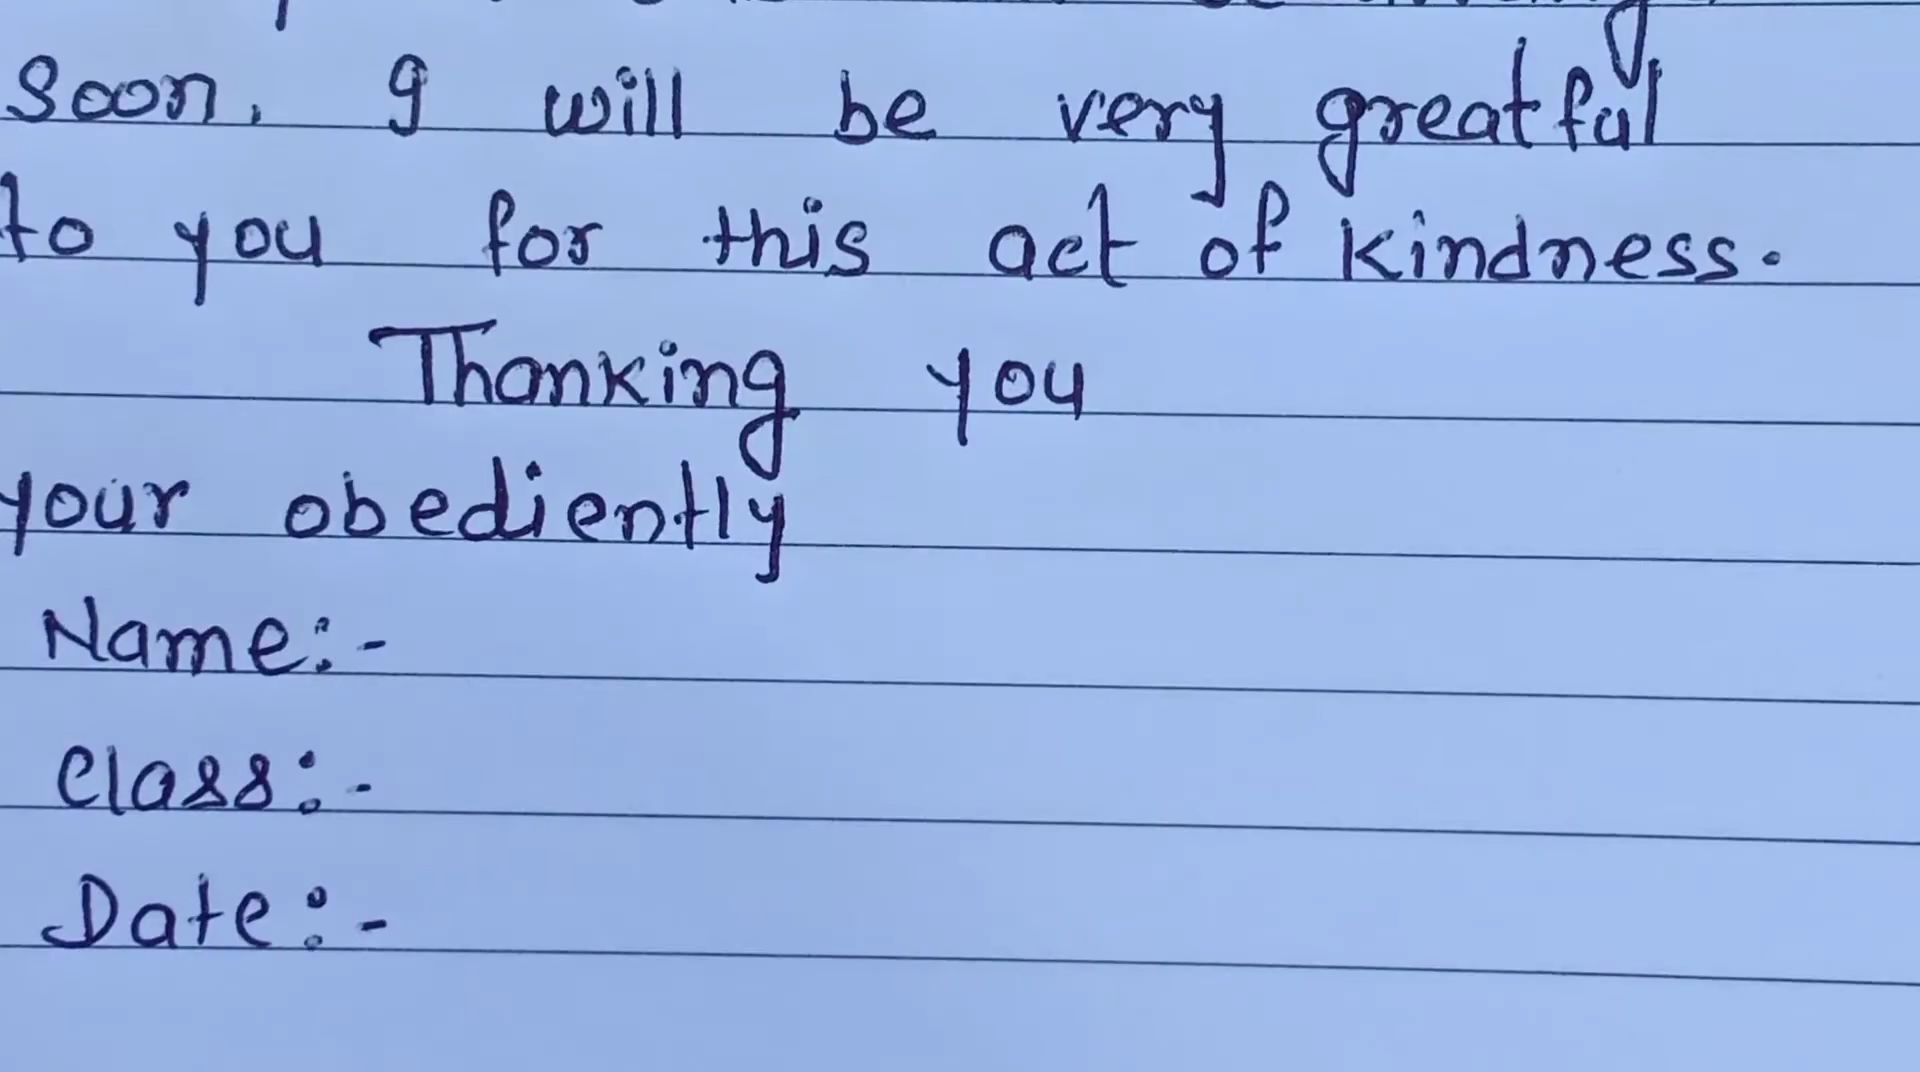 Soon. I will be very greatful
to you for this act of kindness.
Thanking you
your obediently
Name:-
Class:-
Date:-